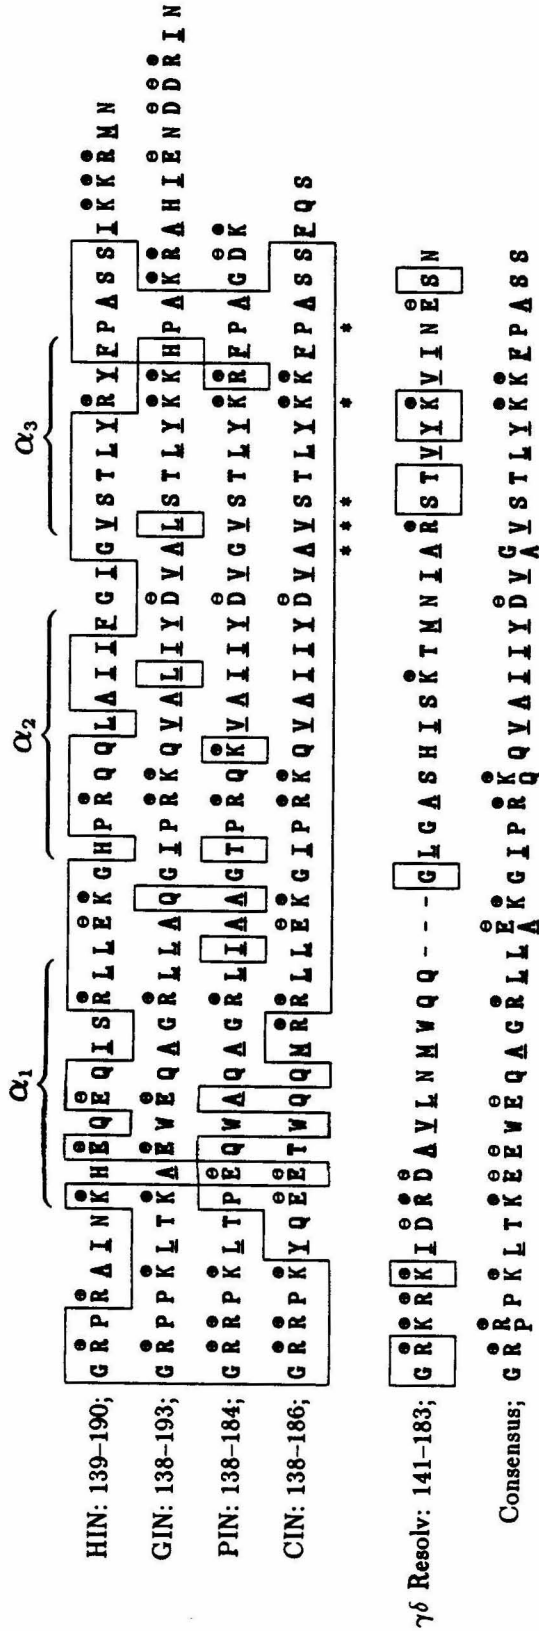 α₁ α₂ α₃
HIN: 139–190; G R P R A I N K H E Q E Q I S R L L E K G H P R Q Q L A I I F G I G V S T L Y R Y F P A S S I K K R M N
GIN: 138–193; G R P P K L T K A E W E Q A G R L L A Q G I P R K Q V A L I Y D V A L S T L Y K K H P A K R A H I E N D D R I N
PIN: 138–184; G R R P K L T P E Q W A Q A G R L I A A G T P R Q K V A I I Y D V G V S T L Y K R F P A G D K
CIN: 138–186; G R R P K Y Q E E T W Q Q M R R L L E K G I P R K Q V A I I Y D V A V S T L Y K K F P A S S F Q S
* * * * *
γδ Resolv: 141–183; G R K R K I D R D A V L N M W Q Q - - - G L G A S H I S K T M N I A R S T V Y K V I N E S N
Consensus; G R R P K L T K E E W E Q A G R L L E K G I P R K Q V A I I Y D V G V S T L Y K K F P A S S
P A Q A